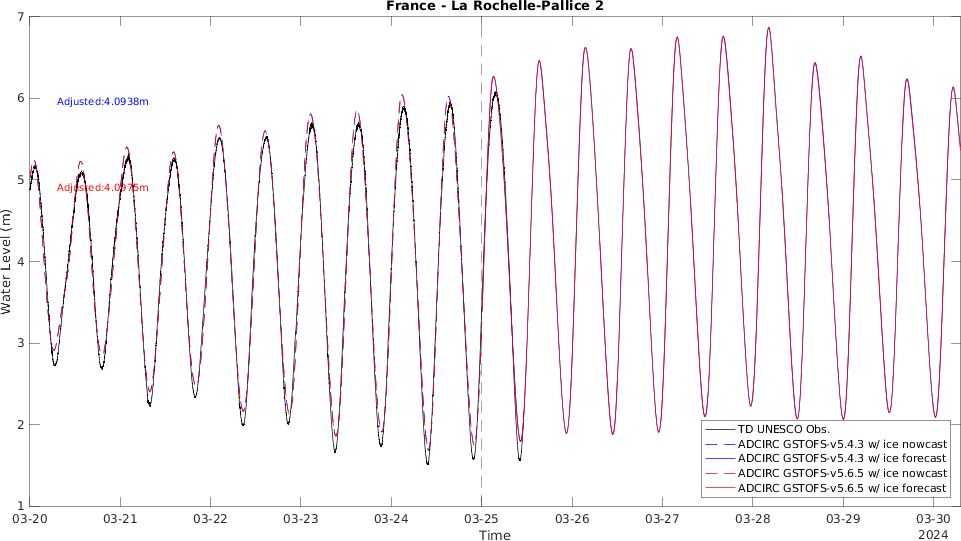 France - La Rochelle-Pallice 2
7
6
5
4
3
2
1
Water Level (m)
Adjusted:4.0938m
Adjusted:4.0975m
TD UNESCO Obs.
ADCIRC GSTOFS-v5.4.3 w/ ice nowcast
ADCIRC GSTOFS-v5.4.3 w/ ice forecast
ADCIRC GSTOFS-v5.6.5 w/ ice nowcast
ADCIRC GSTOFS-v5.6.5 w/ ice forecast
03-20 03-21 03-22 03-23 03-24 03-25 03-26 03-27 03-28 03-29 03-30
Time 2024